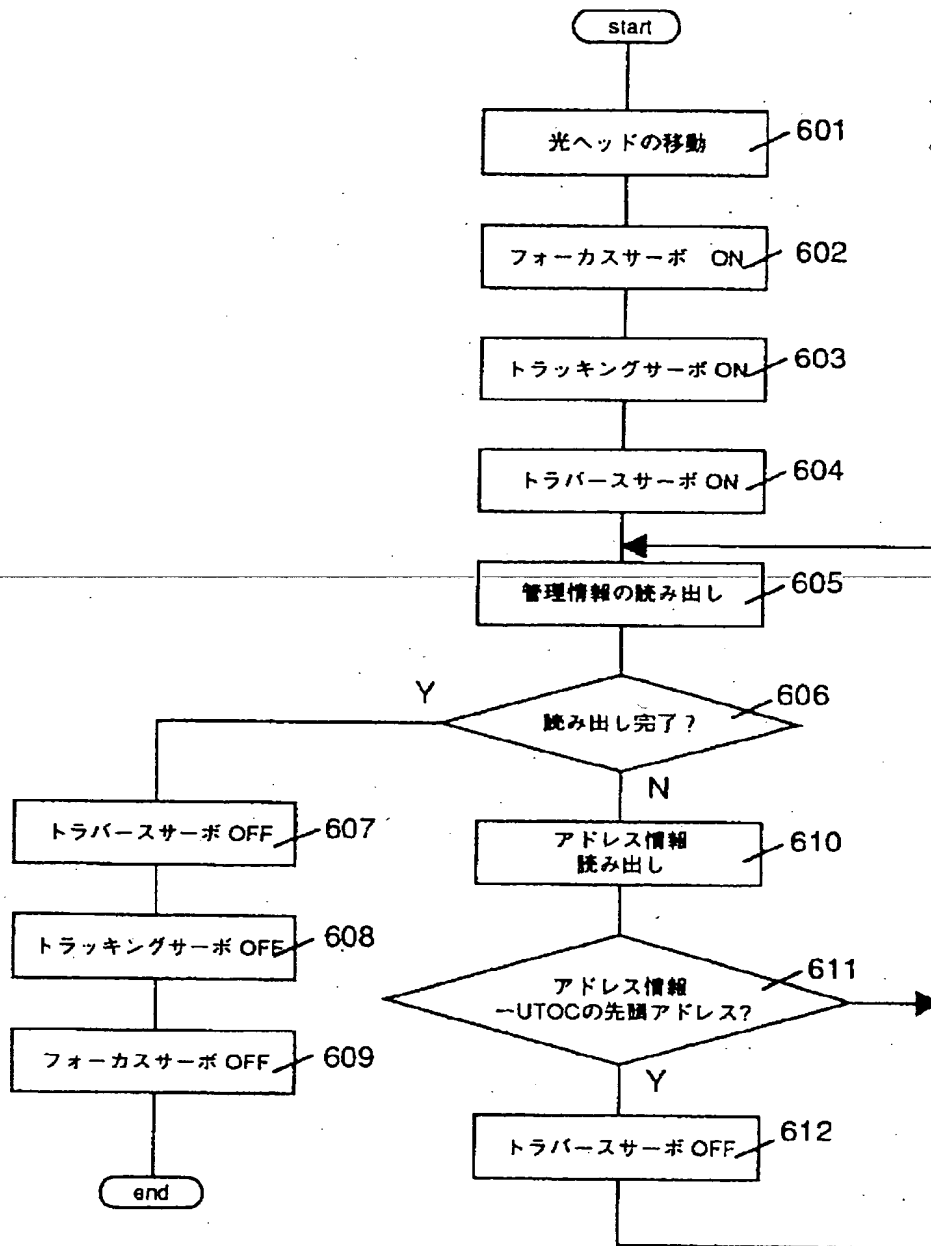 start
光ヘッドの移動
601
フォーカスサーボ ON
602
トラッキングサーボ ON
603
トラバースサーボ ON
604
管理情報の読み出し
605
Y
読み出し完了?
606
N
トラバースサーボ OFF
607
トラッキングサーボ OFF
608
フォーカスサーボ OFF
609
end
アドレス情報
読み出し
610
アドレス情報
ーUTOCの先頭アドレス?
611
Y
トラバースサーボ OFF
612